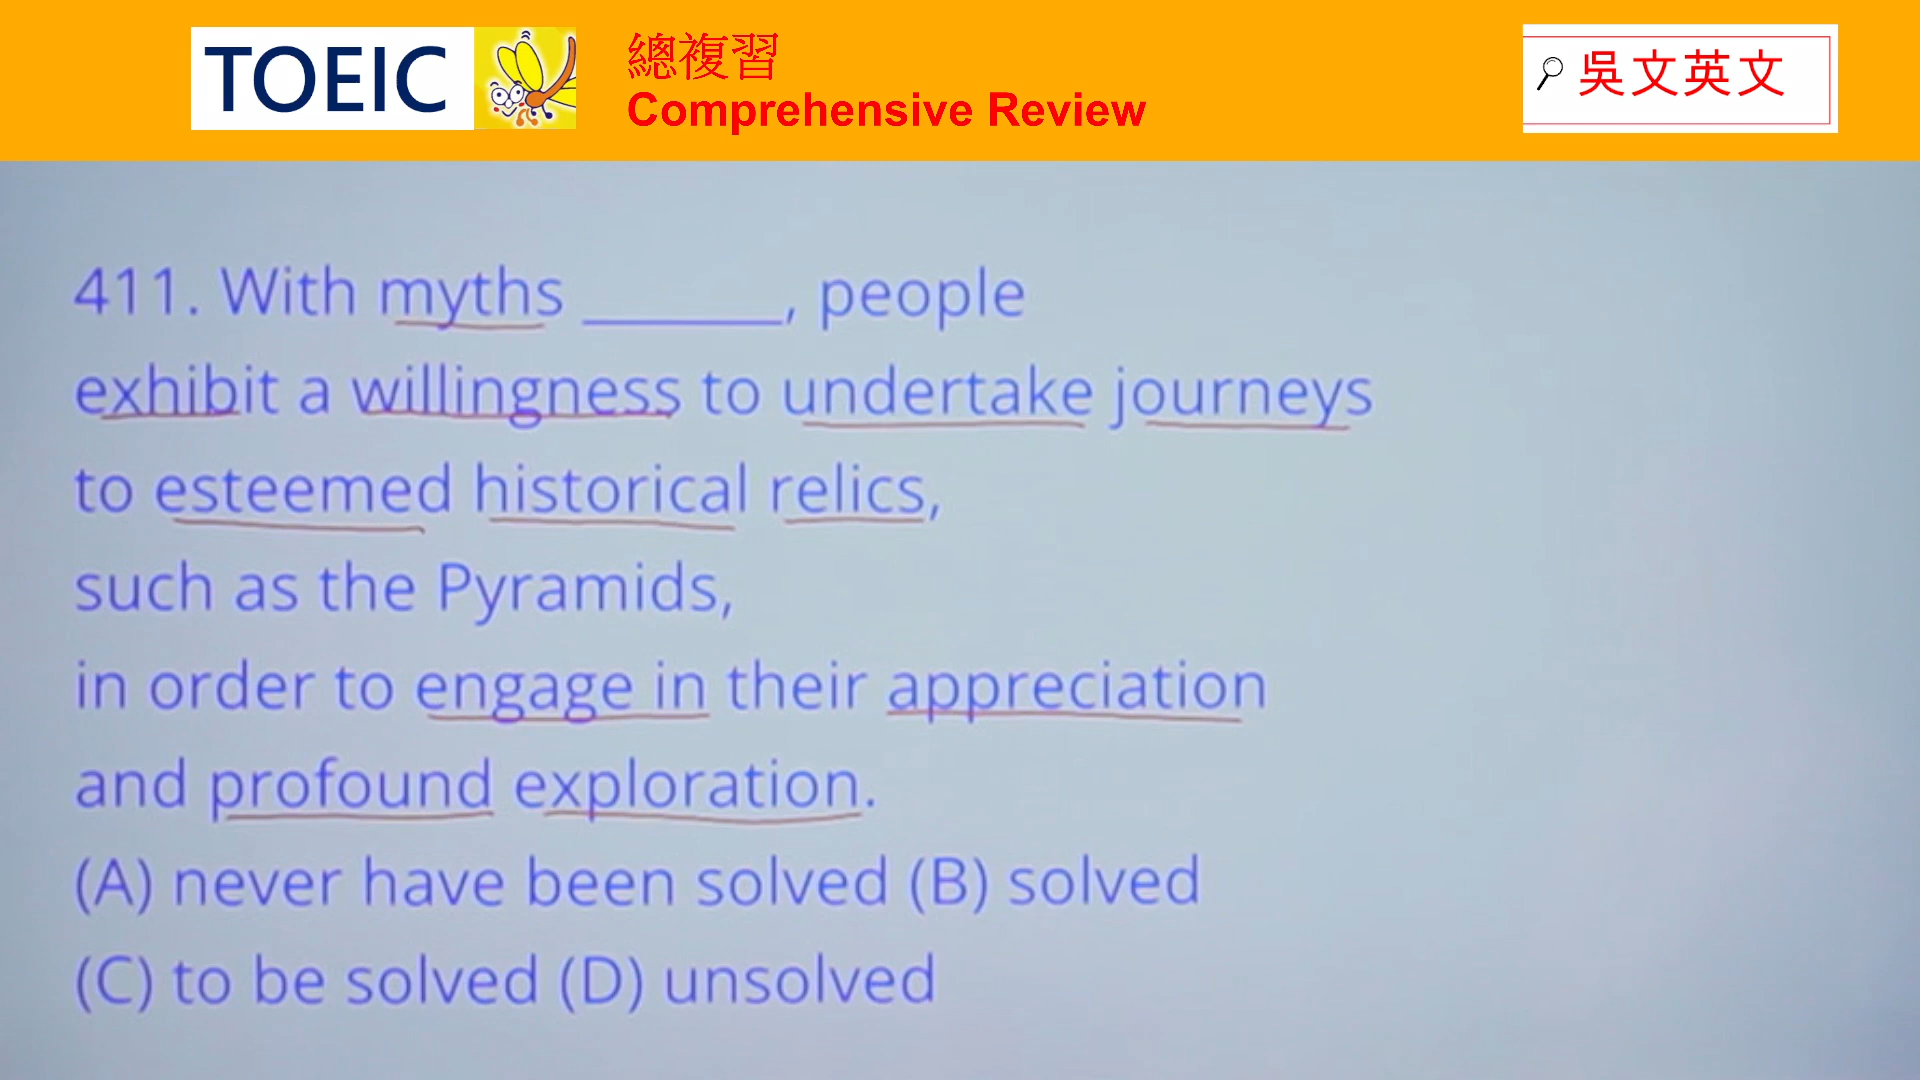 TOEIC
總複習
Comprehensive Review
吳文英文
411. With myths ______, people
exhibit a willingness to undertake journeys
to esteemed historical relics,
such as the Pyramids,
in order to engage in their appreciation
and profound exploration.
(A) never have been solved (B) solved
(C) to be solved (D) unsolved